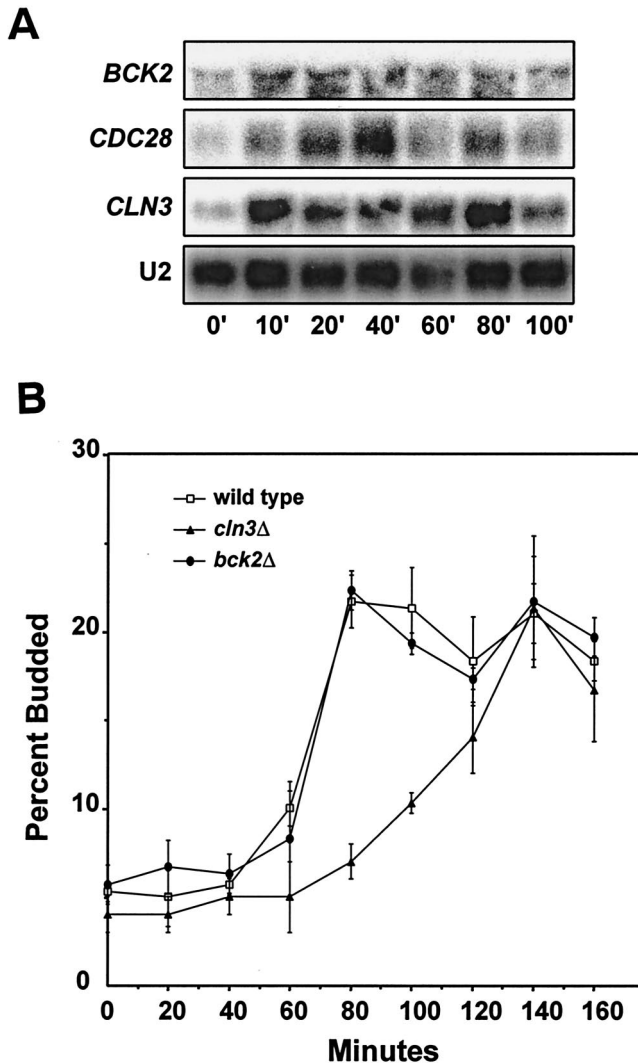 A
BCK2
CDC28
CLN3
U2
0' 10' 20' 40' 60' 80' 100'
B
30
wild type
cln3Δ
bck2Δ
20
Percent Budded
10
0
0 20 40 60 80 100 120 140 160
Minutes